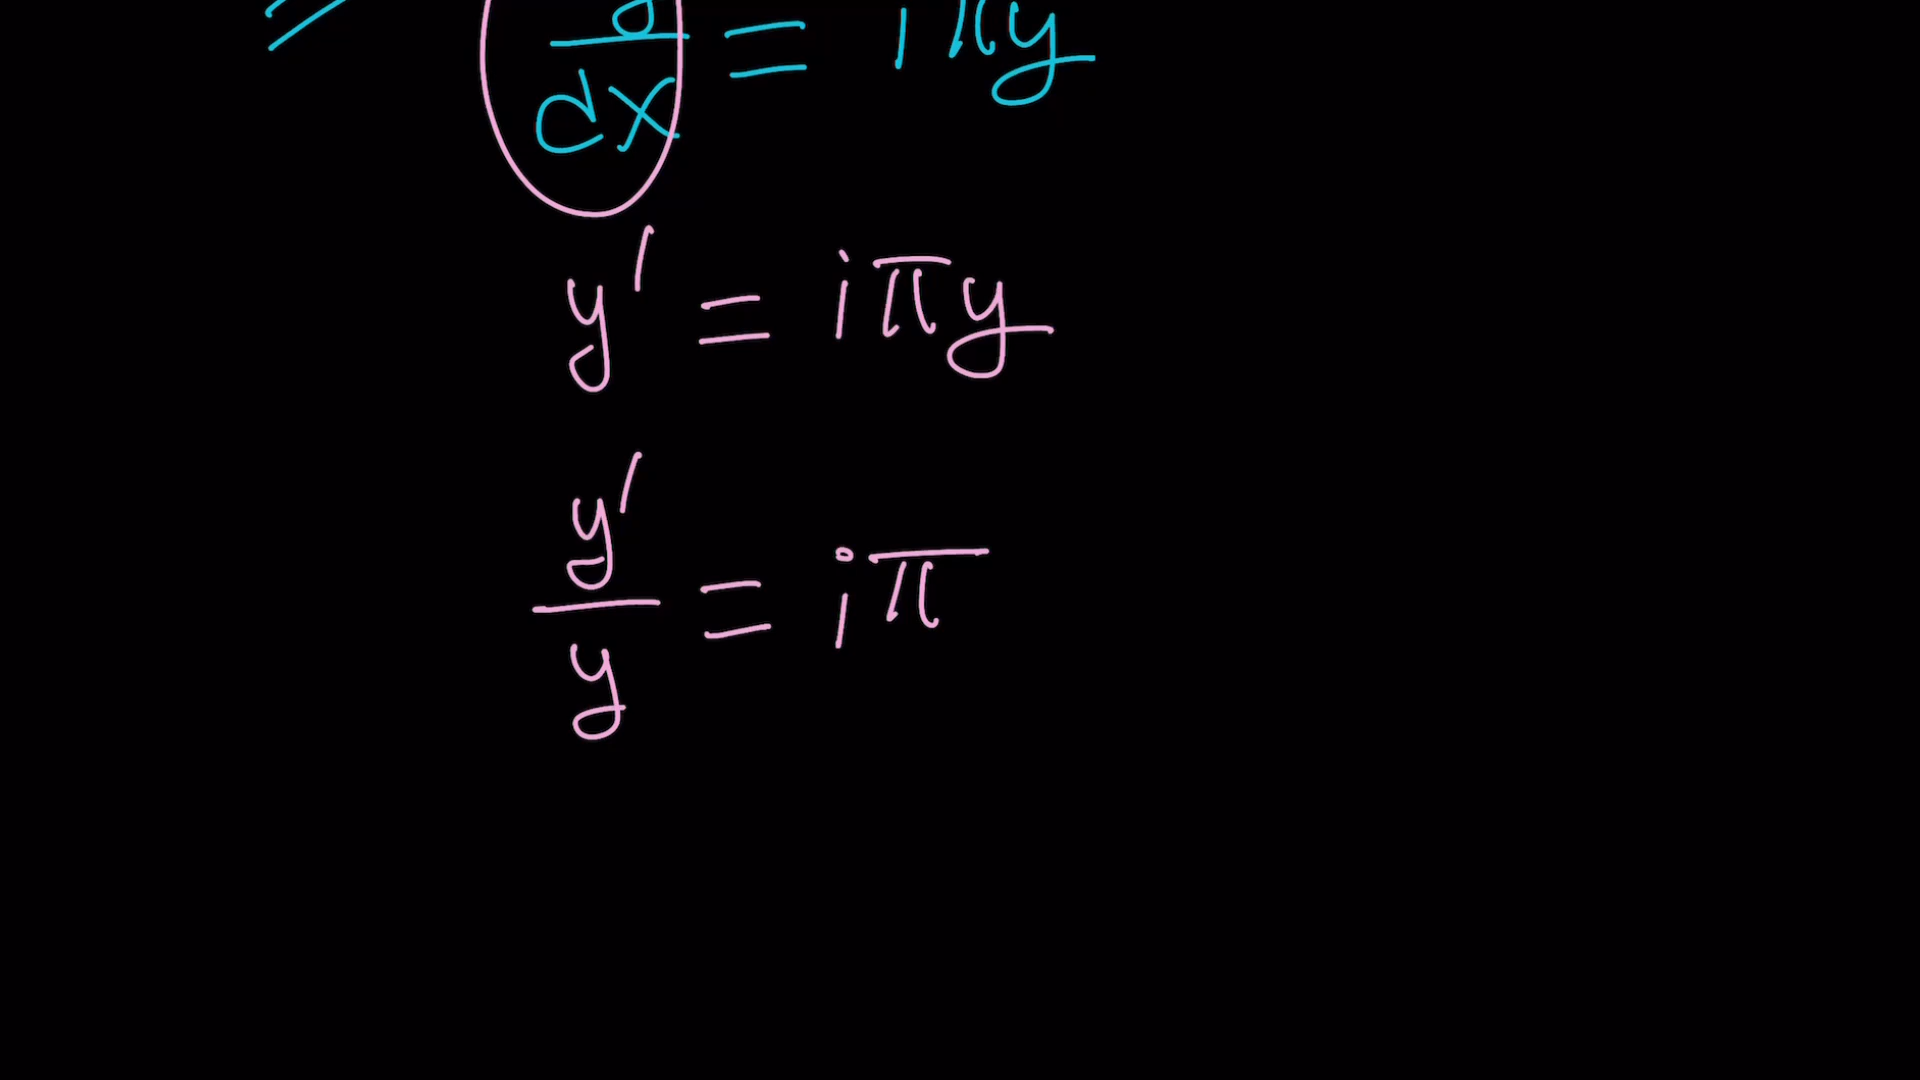 y/dx = iπy
y' = iπy
y'/y = iπ